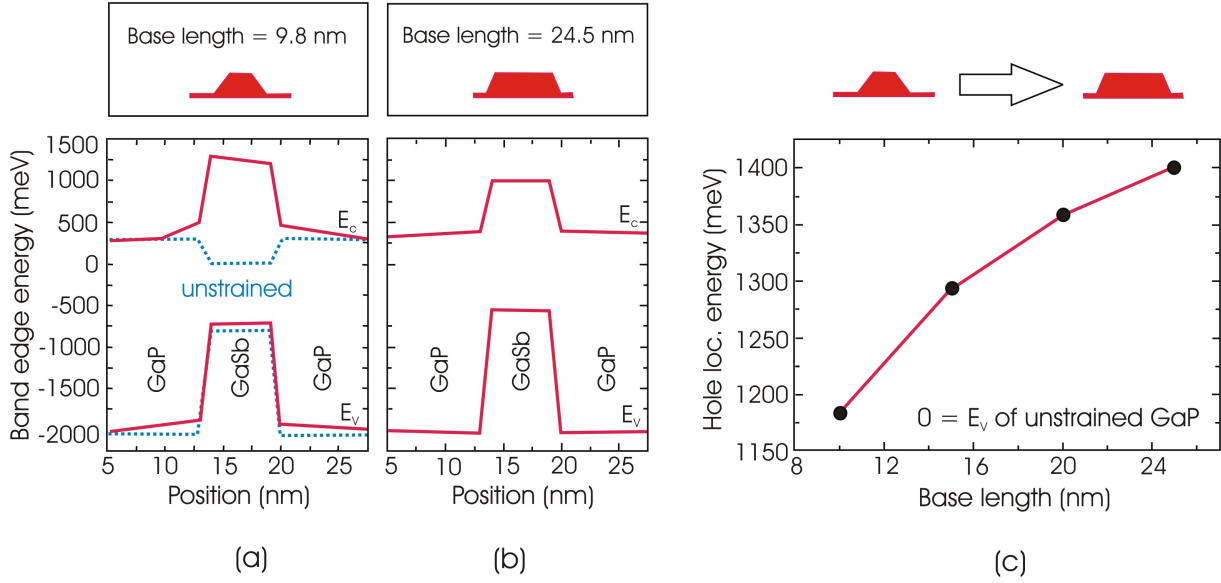 Base length = 9.8 nm
Base length = 24.5 nm
Band edge energy (meV)
1500
1000
500
0
-500
-1000
-1500
-2000
E_c
unstrained
GaP
GaSb
GaP
E_V
5
10
15
20
25
Position (nm)
(a)
E_c
GaP
GaSb
GaP
E_V
5
10
15
20
25
Position (nm)
(b)
Hole loc. energy (meV)
1400
1350
1300
1250
1200
1150
0 = E_V of unstrained GaP
8
12
16
20
24
Base length (nm)
(c)